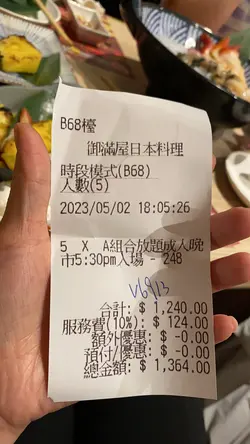 B68檯
御滿屋日本料理
時段模式(B68)
人數(5)
2023/05/02 18:05:26
5 X A組合放題成人晚
市5:30pm入場 - 248
合計: $ 1,240.00
服務費(10%): $ 124.00
額外優惠: $ -0.00
預付/優惠: $ -0.00
總金額: $ 1,364.00